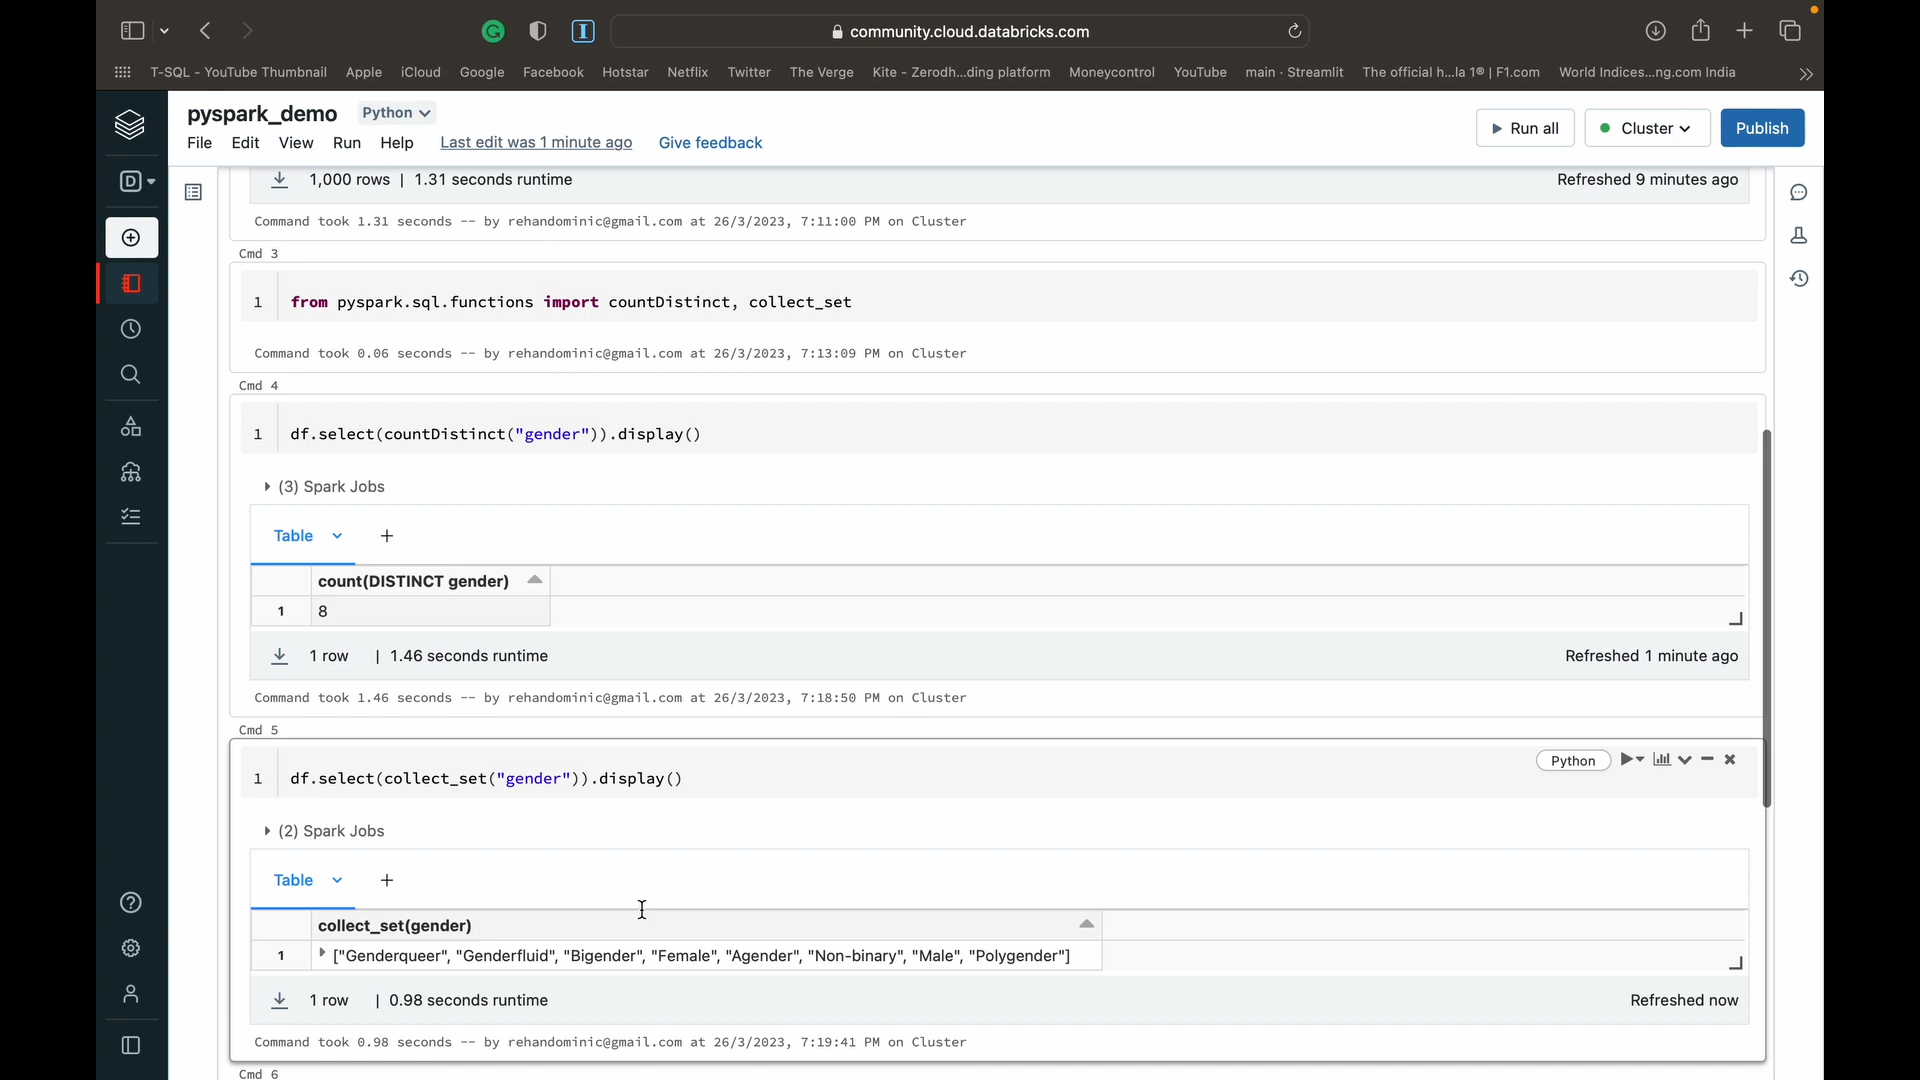 community.cloud.databricks.com
T-SQL - YouTube Thumbnail Apple iCloud Google Facebook Hotstar Netflix Twitter The Verge Kite - Zerodh...ding platform Moneycontrol YouTube main · Streamlit The official h...la 1® | F1.com World Indices...ng.com India
pyspark_demo Python
File Edit View Run Help Last edit was 1 minute ago Give feedback
Run all Cluster Publish
D
1,000 rows | 1.31 seconds runtime Refreshed 9 minutes ago
Command took 1.31 seconds -- by rehandominic@gmail.com at 26/3/2023, 7:11:00 PM on Cluster
Cmd 3
1 from pyspark.sql.functions import countDistinct, collect_set
Command took 0.06 seconds -- by rehandominic@gmail.com at 26/3/2023, 7:13:09 PM on Cluster
Cmd 4
1 df.select(countDistinct("gender")).display()
(3) Spark Jobs
Table +
count(DISTINCT gender)
1 8
1 row | 1.46 seconds runtime Refreshed 1 minute ago
Command took 1.46 seconds -- by rehandominic@gmail.com at 26/3/2023, 7:18:50 PM on Cluster
Cmd 5
Python
1 df.select(collect_set("gender")).display()
(2) Spark Jobs
Table +
collect_set(gender)
1 ["Genderqueer", "Genderfluid", "Bigender", "Female", "Agender", "Non-binary", "Male", "Polygender"]
1 row | 0.98 seconds runtime Refreshed now
Command took 0.98 seconds -- by rehandominic@gmail.com at 26/3/2023, 7:19:41 PM on Cluster
Cmd 6